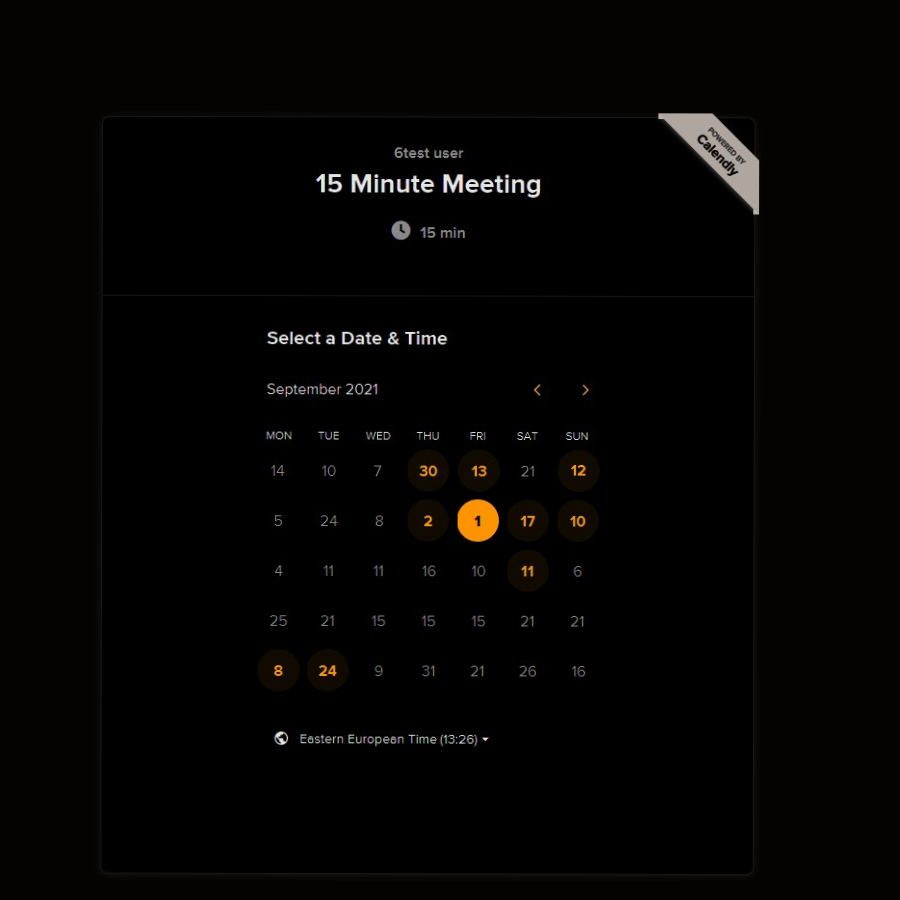 POWERED BY
Calendly
6test user
15 Minute Meeting
15 min
Select a Date & Time
September 2021
MON TUE WED THU FRI SAT SUN
14 10 7 30 13 21 12
5 24 8 2 1 17 10
4 11 11 16 10 11 6
25 21 15 15 15 21 21
8 24 9 31 21 26 16
Eastern European Time (13:26)